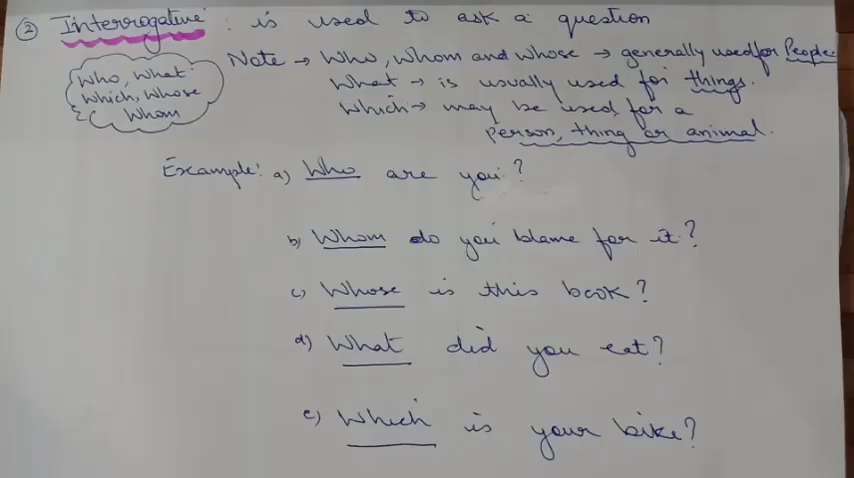 ② Interrogative : is used to ask a question
Who, What
Which, Whose
Whom
Note → Who, Whom and Whose → generally used for People.
What → is usually used for things.
Which → may be used for a
person, thing or animal.
Example: a) Who are you?
b) Whom do you blame for it?
c) Whose is this book?
d) What did you eat?
e) Which is your bike?